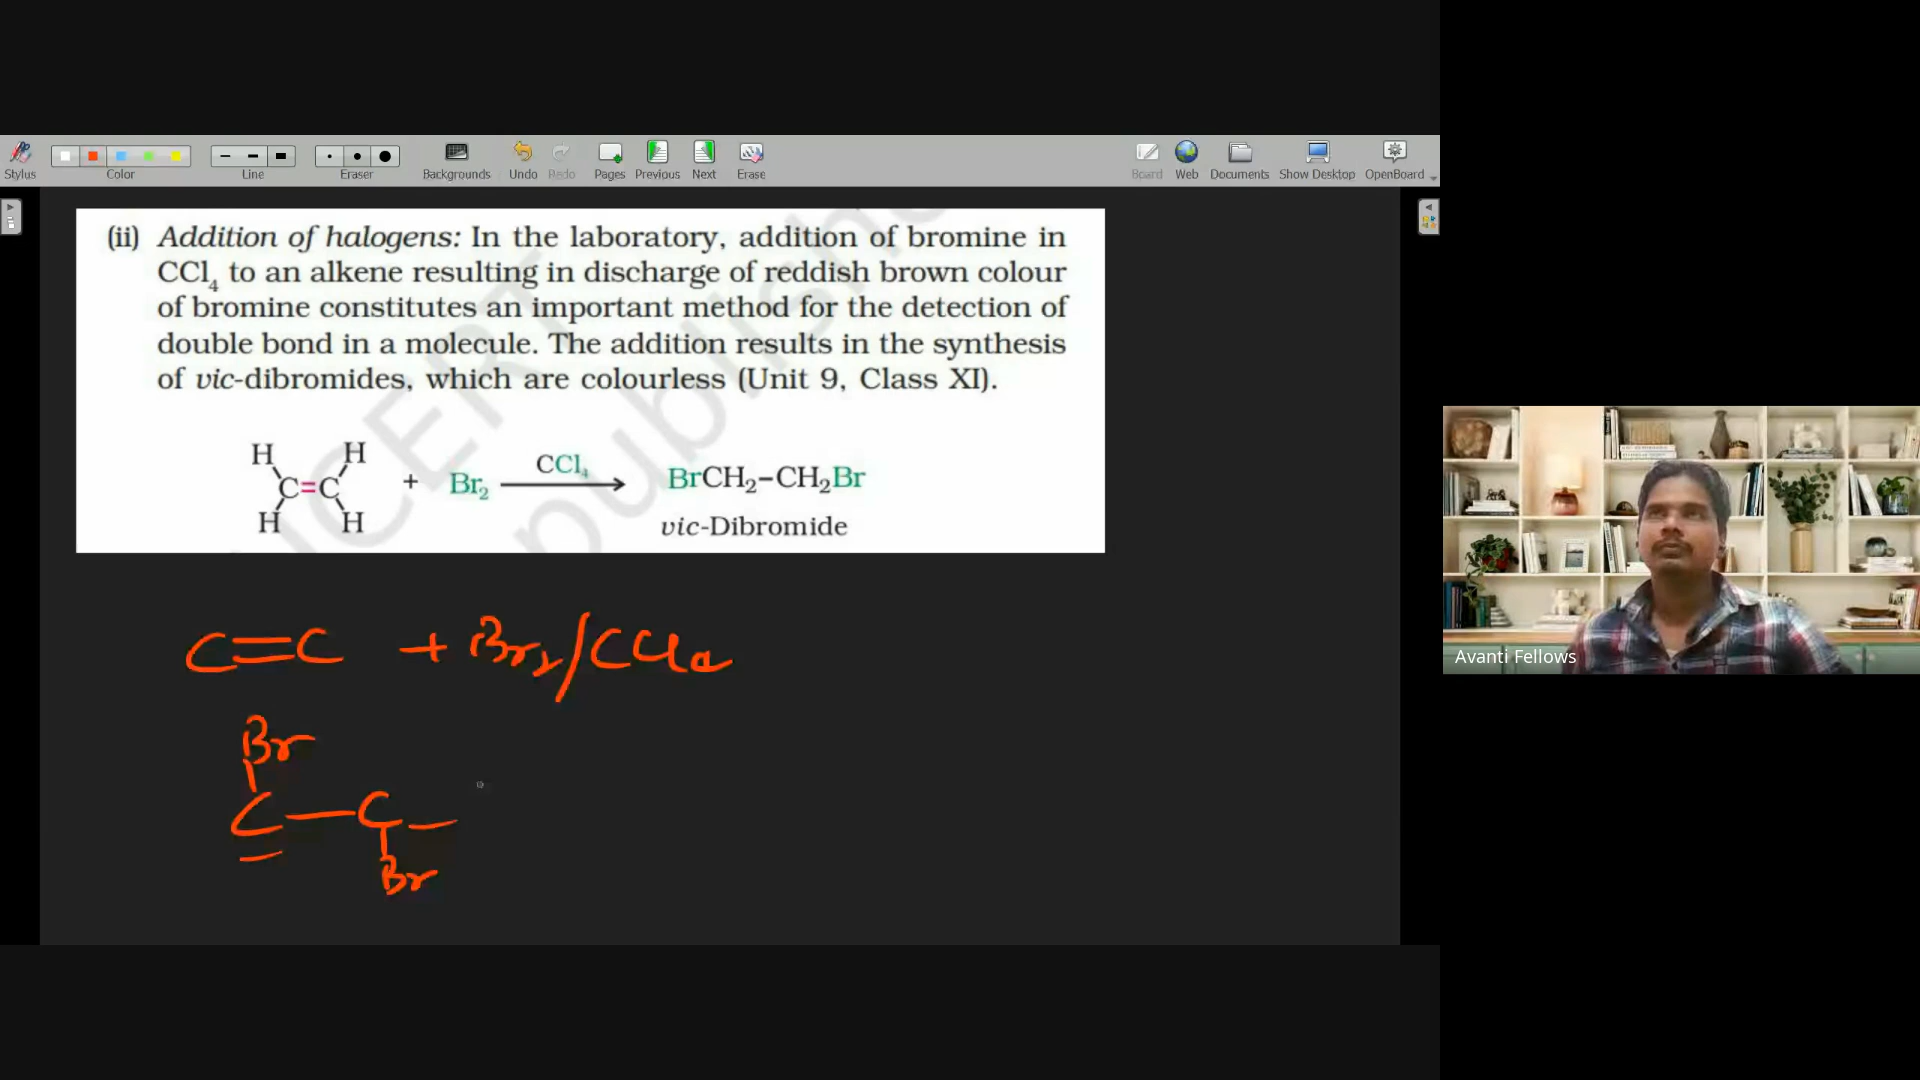 Stylus
Color
Line
Eraser
Backgrounds
Undo
Redo
Pages
Previous
Next
Erase
Board
Web
Documents
Show Desktop
OpenBoard
(ii) Addition of halogens: In the laboratory, addition of bromine in
CCl₄ to an alkene resulting in discharge of reddish brown colour
of bromine constitutes an important method for the detection of
double bond in a molecule. The addition results in the synthesis
of vic-dibromides, which are colourless (Unit 9, Class XI).
H H
C=C + Br₂ CCl₄ → BrCH₂–CH₂Br
H H
vic-Dibromide
C=C + Br₂/CCl₄
Br
C — C —
Br
Avanti Fellows